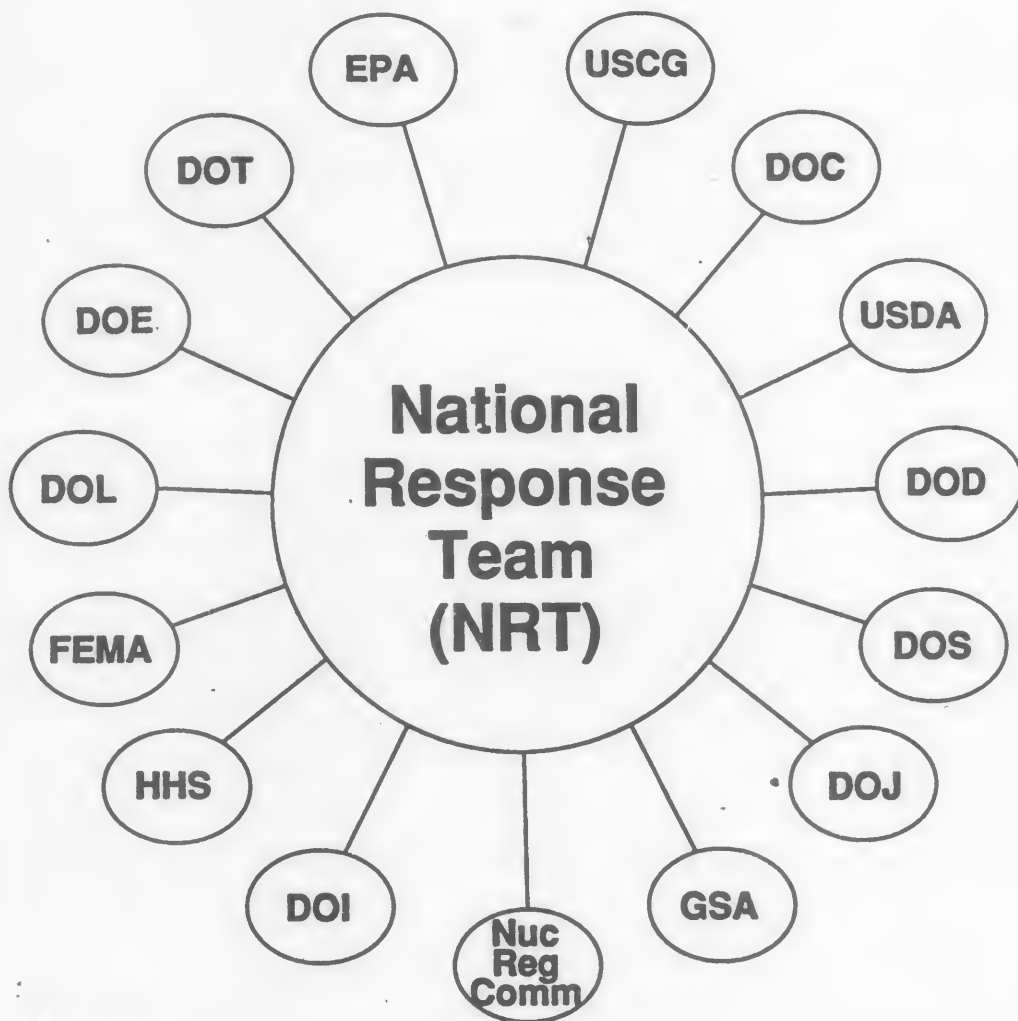 EPA
USCG
DOT
DOC
DOE
USDA
National
Response
Team
(NRT)
DOL
DOD
FEMA
DOS
HHS
DOJ
DOI
GSA
Nuc
Reg
Comm